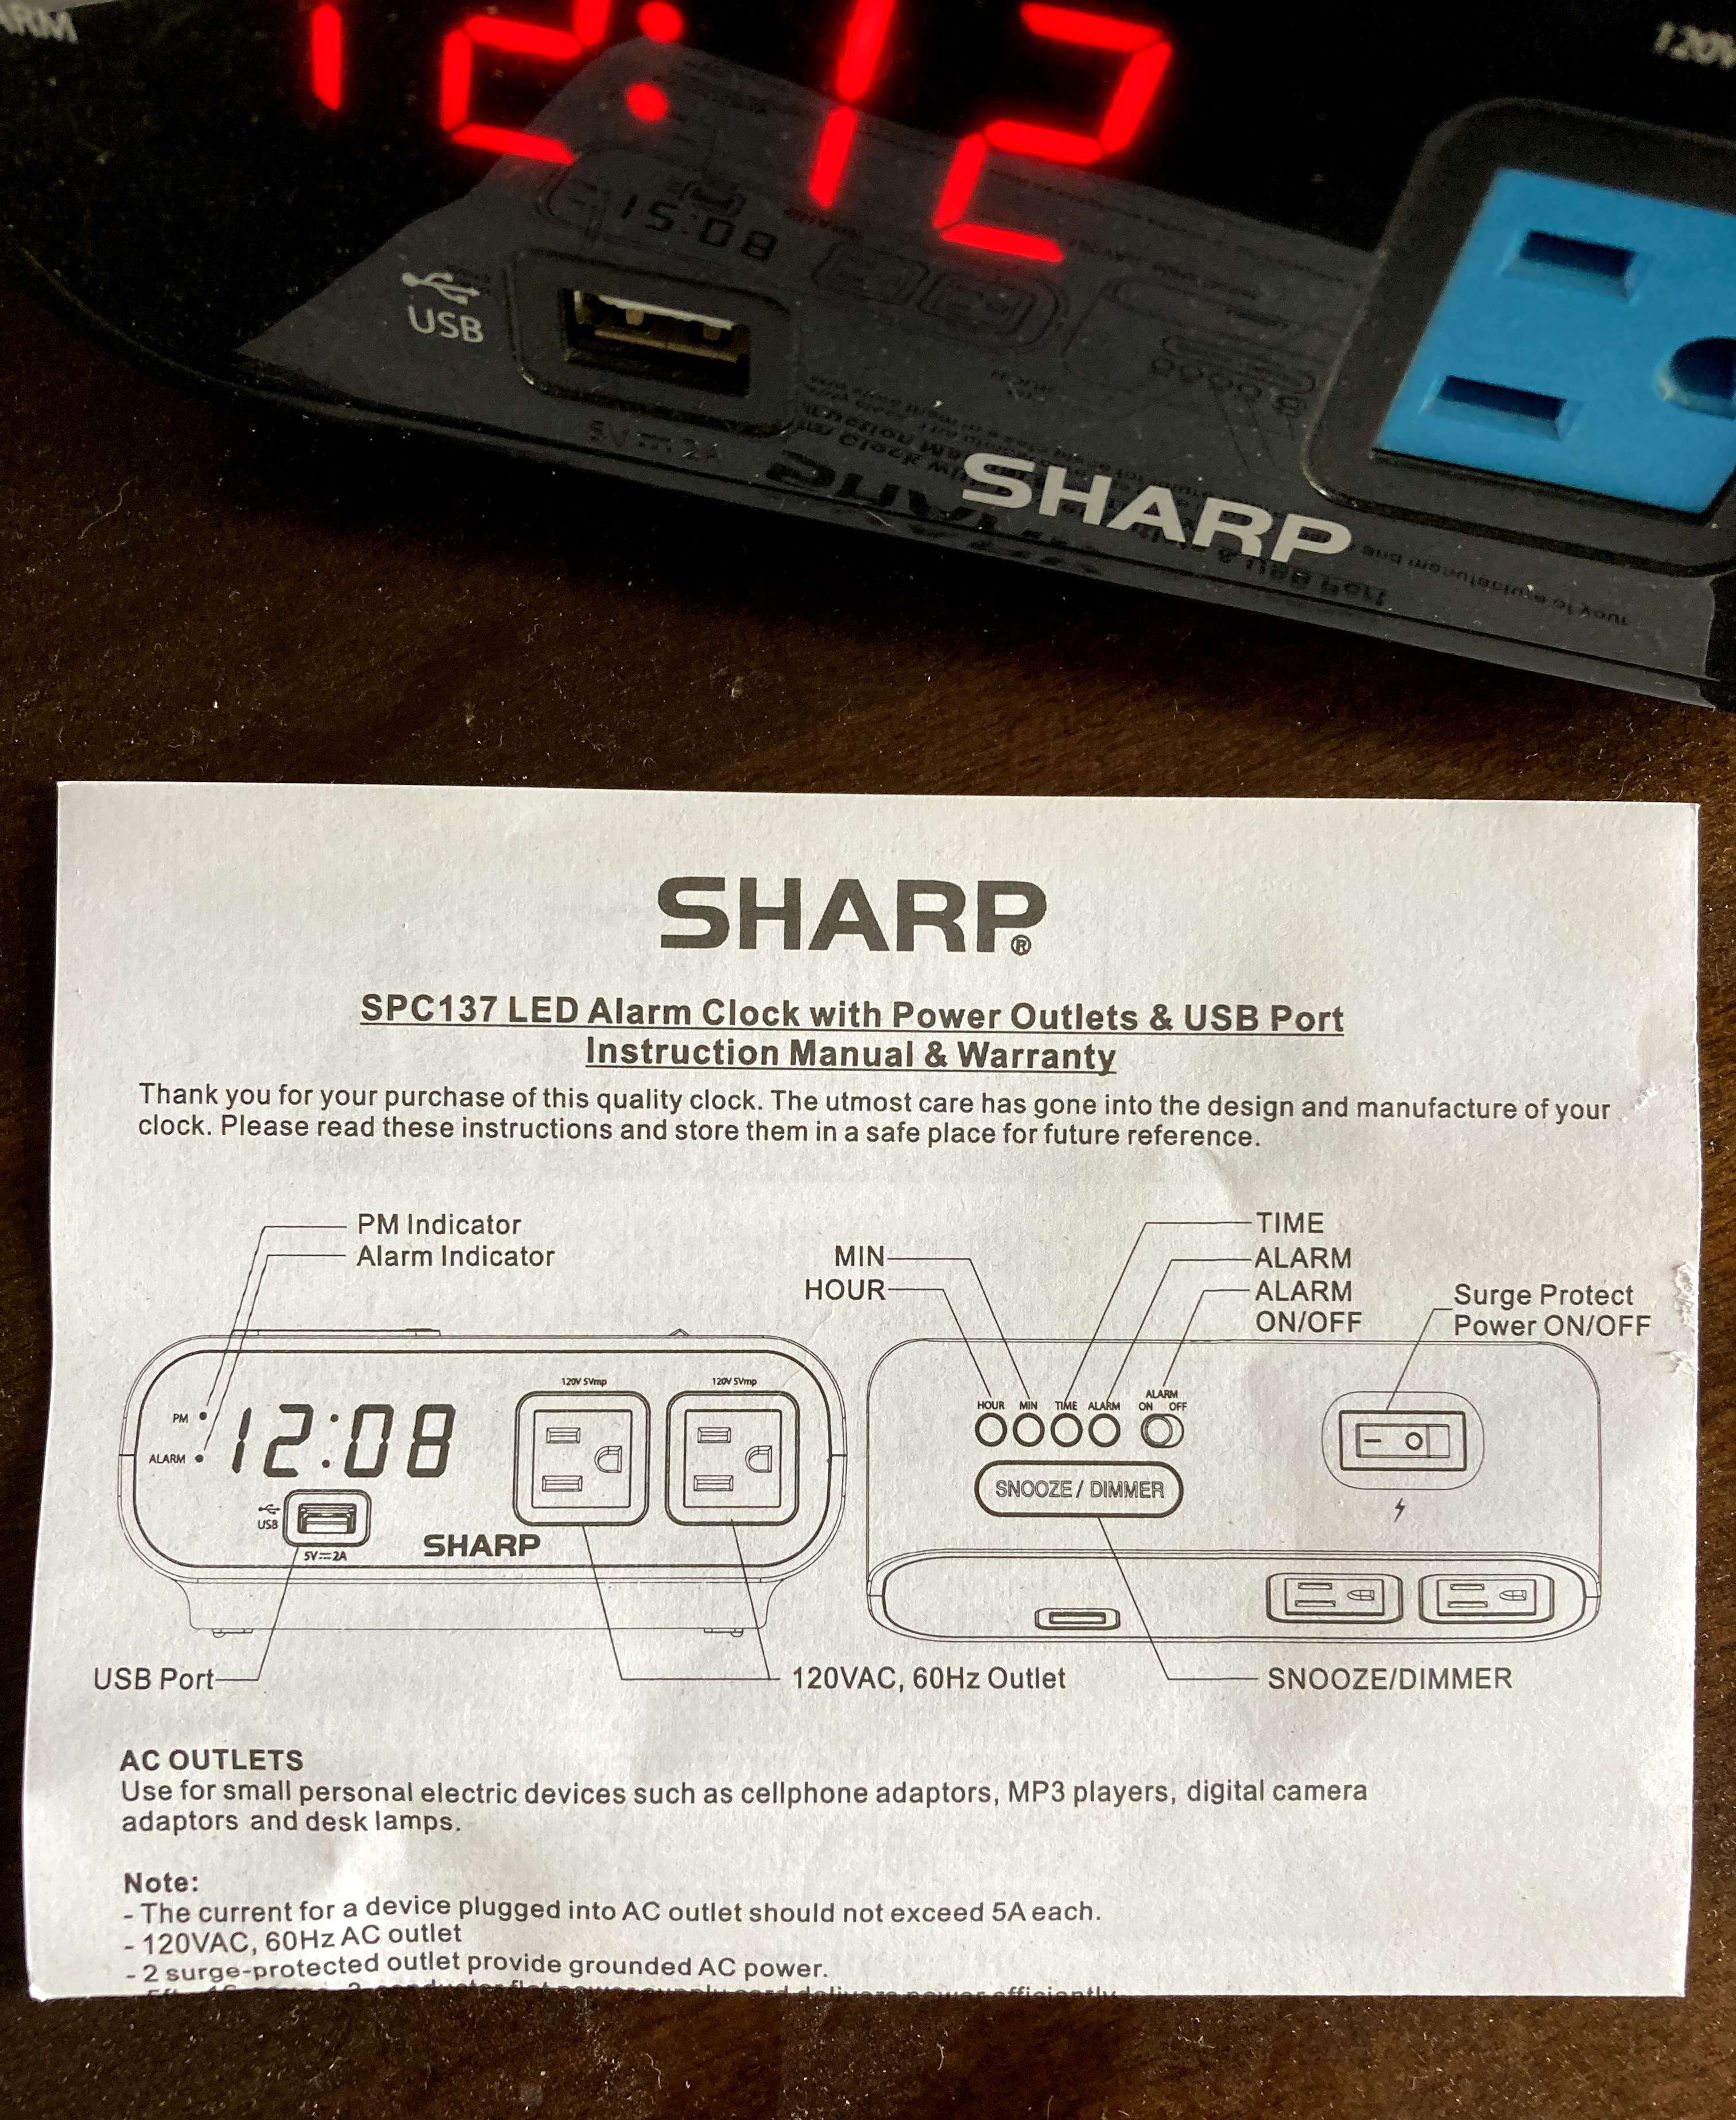 ARM
120V
12:12
USB
5V⎓2A
SHARP
SHARP®
SPC137 LED Alarm Clock with Power Outlets & USB Port
Instruction Manual & Warranty
Thank you for your purchase of this quality clock. The utmost care has gone into the design and manufacture of your
clock. Please read these instructions and store them in a safe place for future reference.
PM Indicator
Alarm Indicator
MIN
HOUR
TIME
ALARM
ALARM
ON/OFF
Surge Protect
Power ON/OFF
120V 5Vmp
120V 5Vmp
PM
ALARM
12:08
USB
5V⎓2A
SHARP
HOUR MIN TIME ALARM
ALARM
ON OFF
SNOOZE / DIMMER
USB Port
120VAC, 60Hz Outlet
SNOOZE/DIMMER
AC OUTLETS
Use for small personal electric devices such as cellphone adaptors, MP3 players, digital camera
adaptors and desk lamps.
Note:
- The current for a device plugged into AC outlet should not exceed 5A each.
- 120VAC, 60Hz AC outlet
- 2 surge-protected outlet provide grounded AC power.